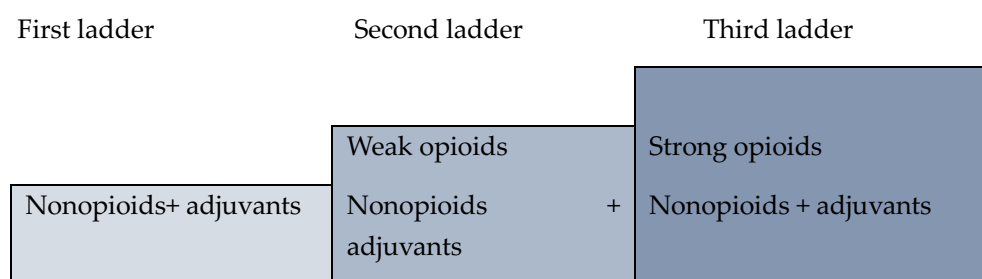 First ladder
Second ladder
Third ladder
Weak opioids
Strong opioids
Nonopioids+ adjuvants
Nonopioids +
adjuvants
Nonopioids + adjuvants